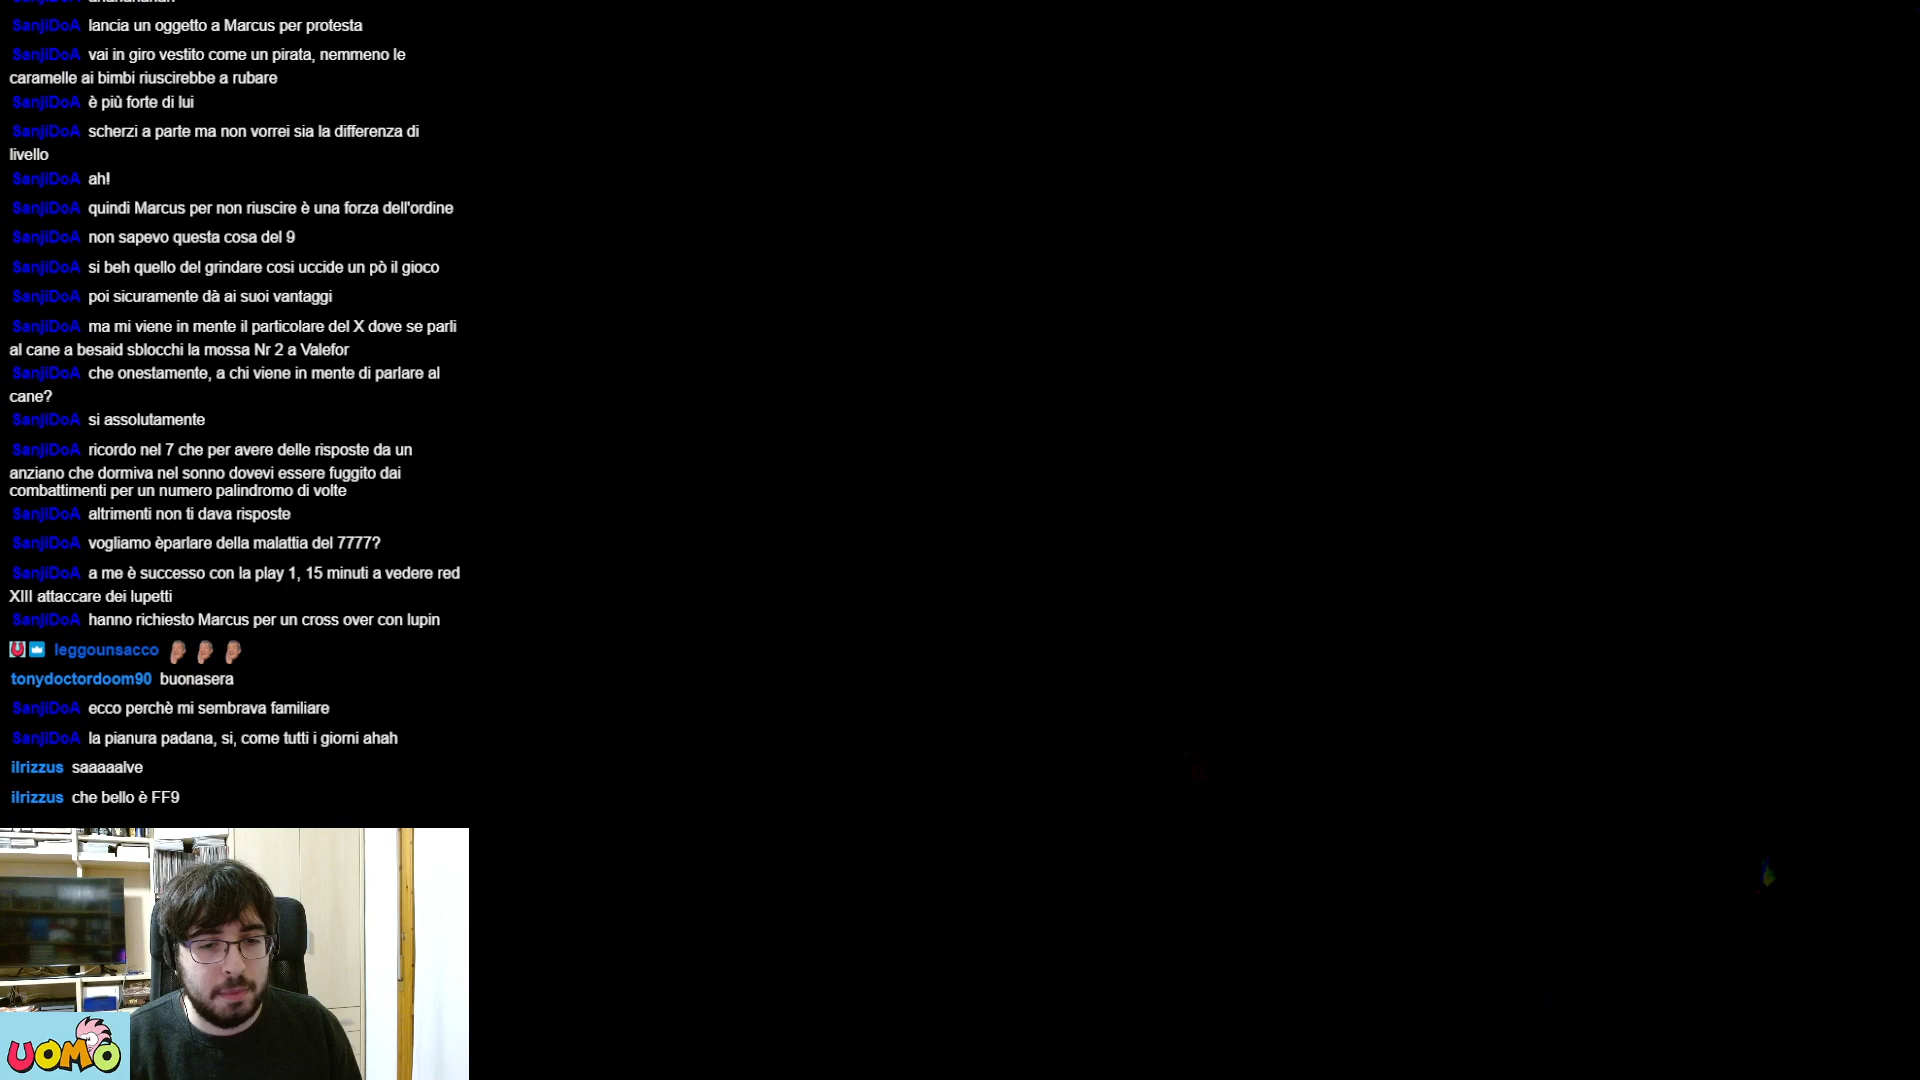 SanjiDoA lancia un oggetto a Marcus per protesta
SanjiDoA vai in giro vestito come un pirata, nemmeno le
caramelle ai bimbi riuscirebbe a rubare
SanjiDoA è più forte di lui
SanjiDoA scherzi a parte ma non vorrei sia la differenza di
livello
SanjiDoA ah!
SanjiDoA quindi Marcus per non riuscire è una forza dell'ordine
SanjiDoA non sapevo questa cosa del 9
SanjiDoA si beh quello del grindare cosi uccide un pò il gioco
SanjiDoA poi sicuramente dà ai suoi vantaggi
SanjiDoA ma mi viene in mente il particolare del X dove se parli
al cane a besaid sblocchi la mossa Nr 2 a Valefor
SanjiDoA che onestamente, a chi viene in mente di parlare al
cane?
SanjiDoA si assolutamente
SanjiDoA ricordo nel 7 che per avere delle risposte da un
anziano che dormiva nel sonno dovevi essere fuggito dai
combattimenti per un numero palindromo di volte
SanjiDoA altrimenti non ti dava risposte
SanjiDoA vogliamo èparlare della malattia del 7777?
SanjiDoA a me è successo con la play 1, 15 minuti a vedere red
XIII attaccare dei lupetti
SanjiDoA hanno richiesto Marcus per un cross over con lupin
leggounsacco
tonydoctordoom90 buonasera
SanjiDoA ecco perchè mi sembrava familiare
SanjiDoA la pianura padana, si, come tutti i giorni ahah
ilrizzus saaaaalve
ilrizzus che bello è FF9
UOMO